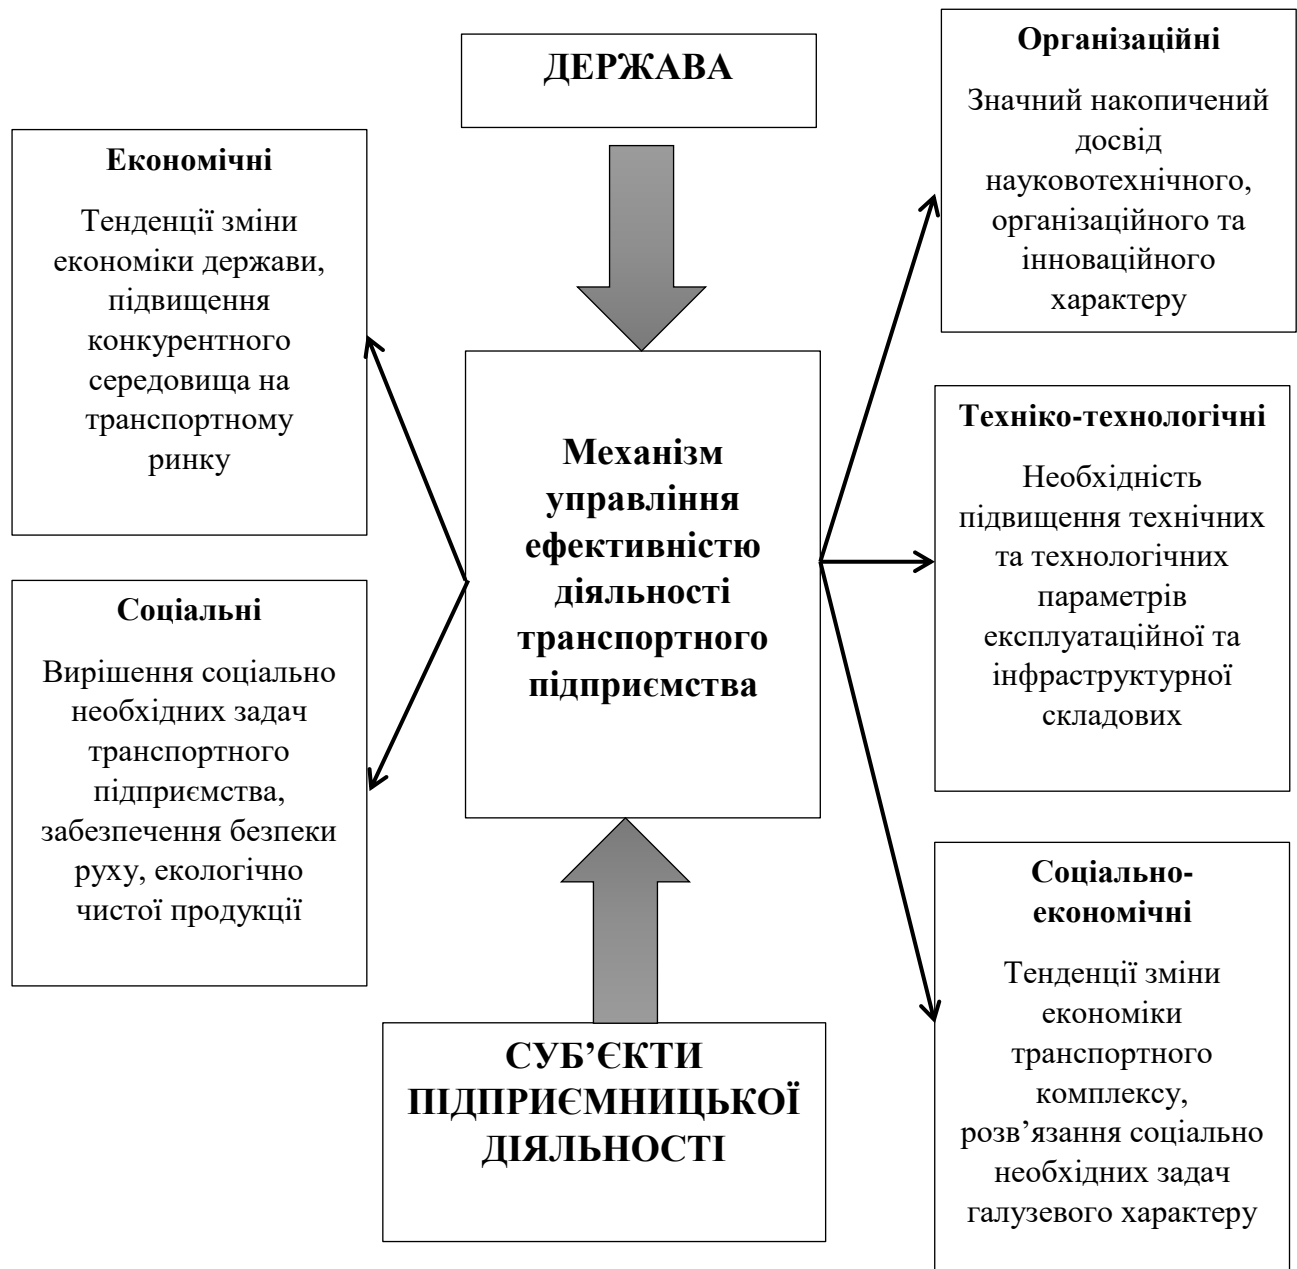 ДЕРЖАВА
Економічні
Тенденції зміни
економіки держави,
підвищення
конкурентного
середовища на
транспортному
ринку
Соціальні
Вирішення соціально
необхідних задач
транспортного
підприємства,
забезпечення безпеки
руху, екологічно
чистої продукції
Механізм
управління
ефективністю
діяльності
транспортного
підприємства
СУБ’ЄКТИ
ПІДПРИЄМНИЦЬКОЇ
ДІЯЛЬНОСТІ
Організаційні
Значний накопичений
досвід
науковотехнічного,
організаційного та
інноваційного
характеру
Техніко-технологічні
Необхідність
підвищення технічних
та технологічних
параметрів
експлуатаційної та
інфраструктурної
складових
Соціально-
економічні
Тенденції зміни
економіки
транспортного
комплексу,
розв’язання соціально
необхідних задач
галузевого характеру